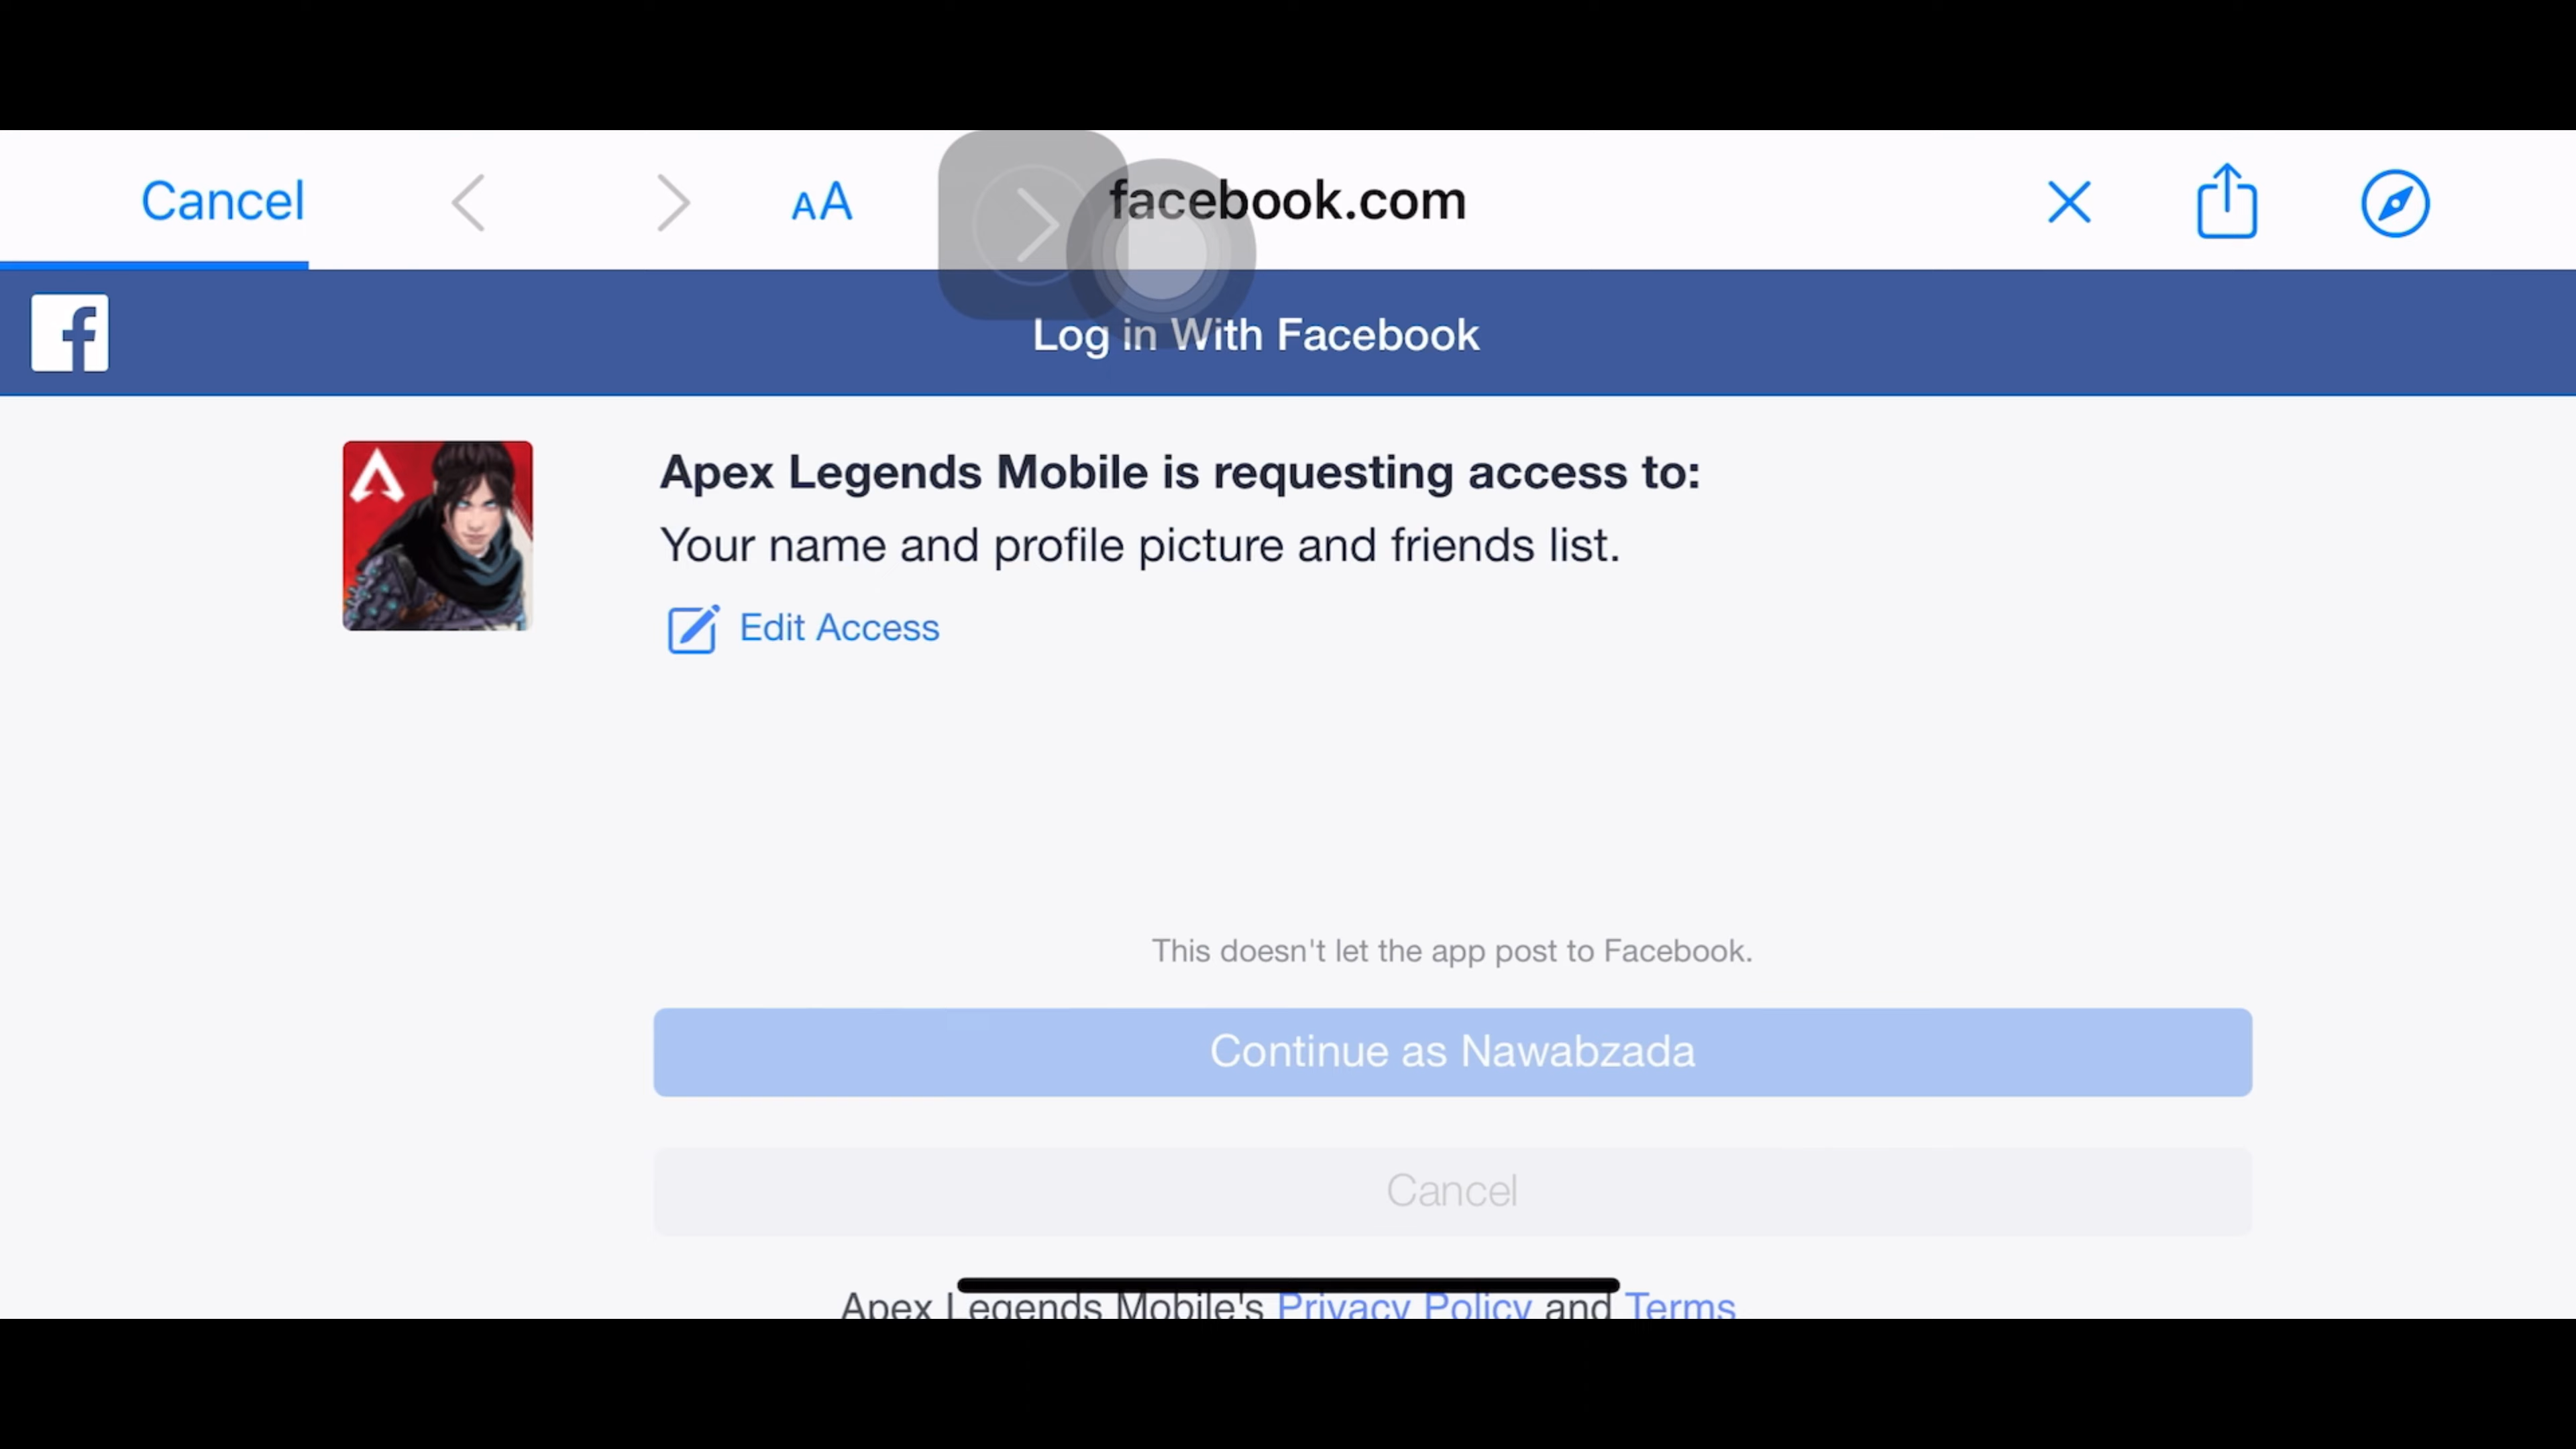 Cancel
AA
facebook.com
Log in With Facebook
Apex Legends Mobile is requesting access to:
Your name and profile picture and friends list.
Edit Access
This doesn't let the app post to Facebook.
Continue as Nawabzada
Cancel
Apex Legends Mobile's Privacy Policy and Terms